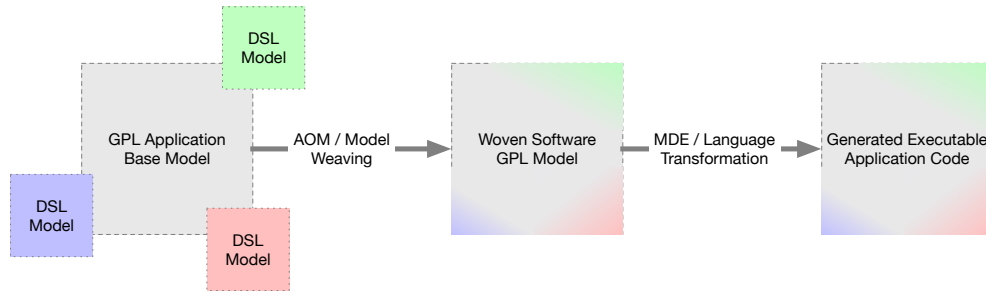 DSL
Model
GPL Application
Base Model
DSL
Model
DSL
Model
AOM / Model
Weaving
Woven Software
GPL Model
MDE / Language
Transformation
Generated Executable
Application Code